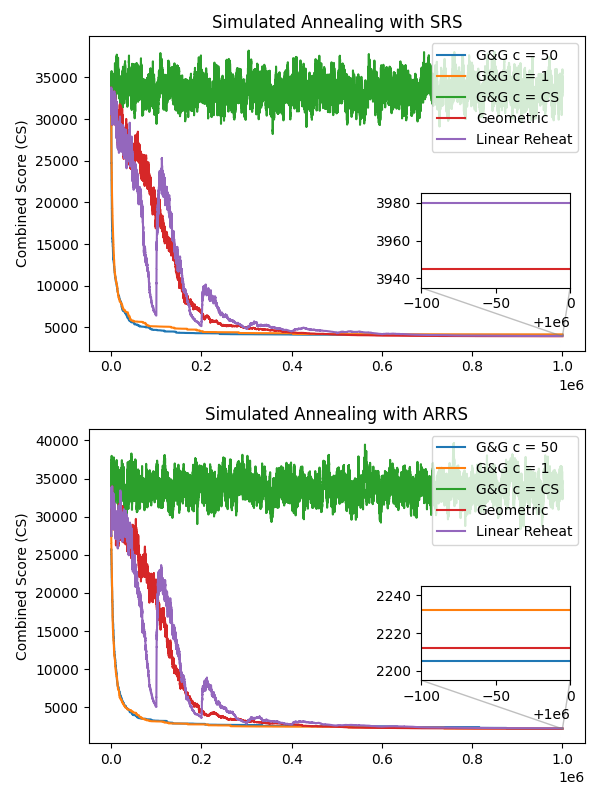 Simulated Annealing with SRS
Combined Score (CS)
35000
30000
25000
20000
15000
10000
5000
G&G c = 50
G&G c = 1
G&G c = CS
Geometric
Linear Reheat
3980
3960
3940
−100
−50
0
+1e6
0.0
0.2
0.4
0.6
0.8
1.0
1e6
Simulated Annealing with ARRS
Combined Score (CS)
40000
35000
30000
25000
20000
15000
10000
5000
G&G c = 50
G&G c = 1
G&G c = CS
Geometric
Linear Reheat
2240
2220
2200
−100
−50
0
+1e6
0.0
0.2
0.4
0.6
0.8
1.0
1e6